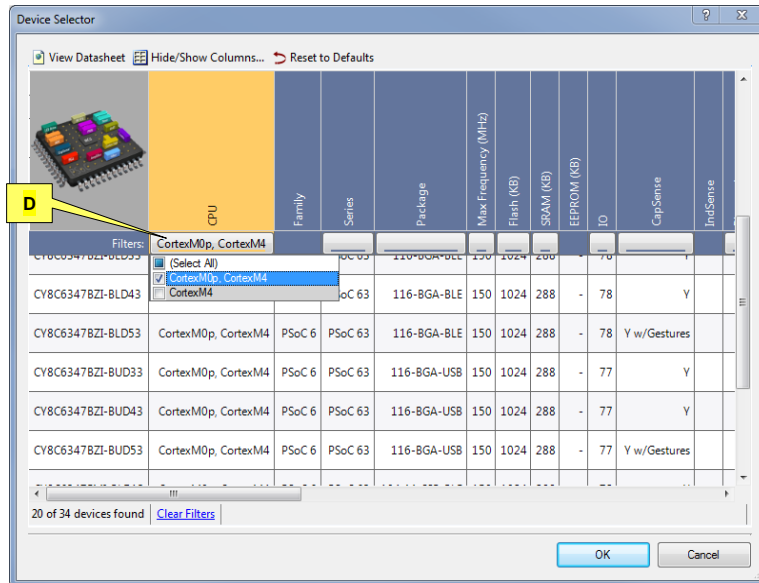 Device Selector
View Datasheet Hide/Show Columns... Reset to Defaults
CPU Family Series Package Max Frequency (MHz) Flash (KB) SRAM (KB) EEPROM (KB) IO CapSense IndSense
D
Filters: CortexM0p, CortexM4
(Select All)
CortexM0p, CortexM4
CortexM4
CY8C6347BZI-BLD43 116-BGA-BLE 150 1024 288 - 78 Y
CY8C6347BZI-BLD53 CortexM0p, CortexM4 PSoC 6 PSoC 63 116-BGA-BLE 150 1024 288 - 78 Y w/Gestures
CY8C6347BZI-BUD33 CortexM0p, CortexM4 PSoC 6 PSoC 63 116-BGA-USB 150 1024 288 - 77 Y
CY8C6347BZI-BUD43 CortexM0p, CortexM4 PSoC 6 PSoC 63 116-BGA-USB 150 1024 288 - 77 Y
CY8C6347BZI-BUD53 CortexM0p, CortexM4 PSoC 6 PSoC 63 116-BGA-USB 150 1024 288 - 77 Y w/Gestures
20 of 34 devices found Clear Filters
OK Cancel